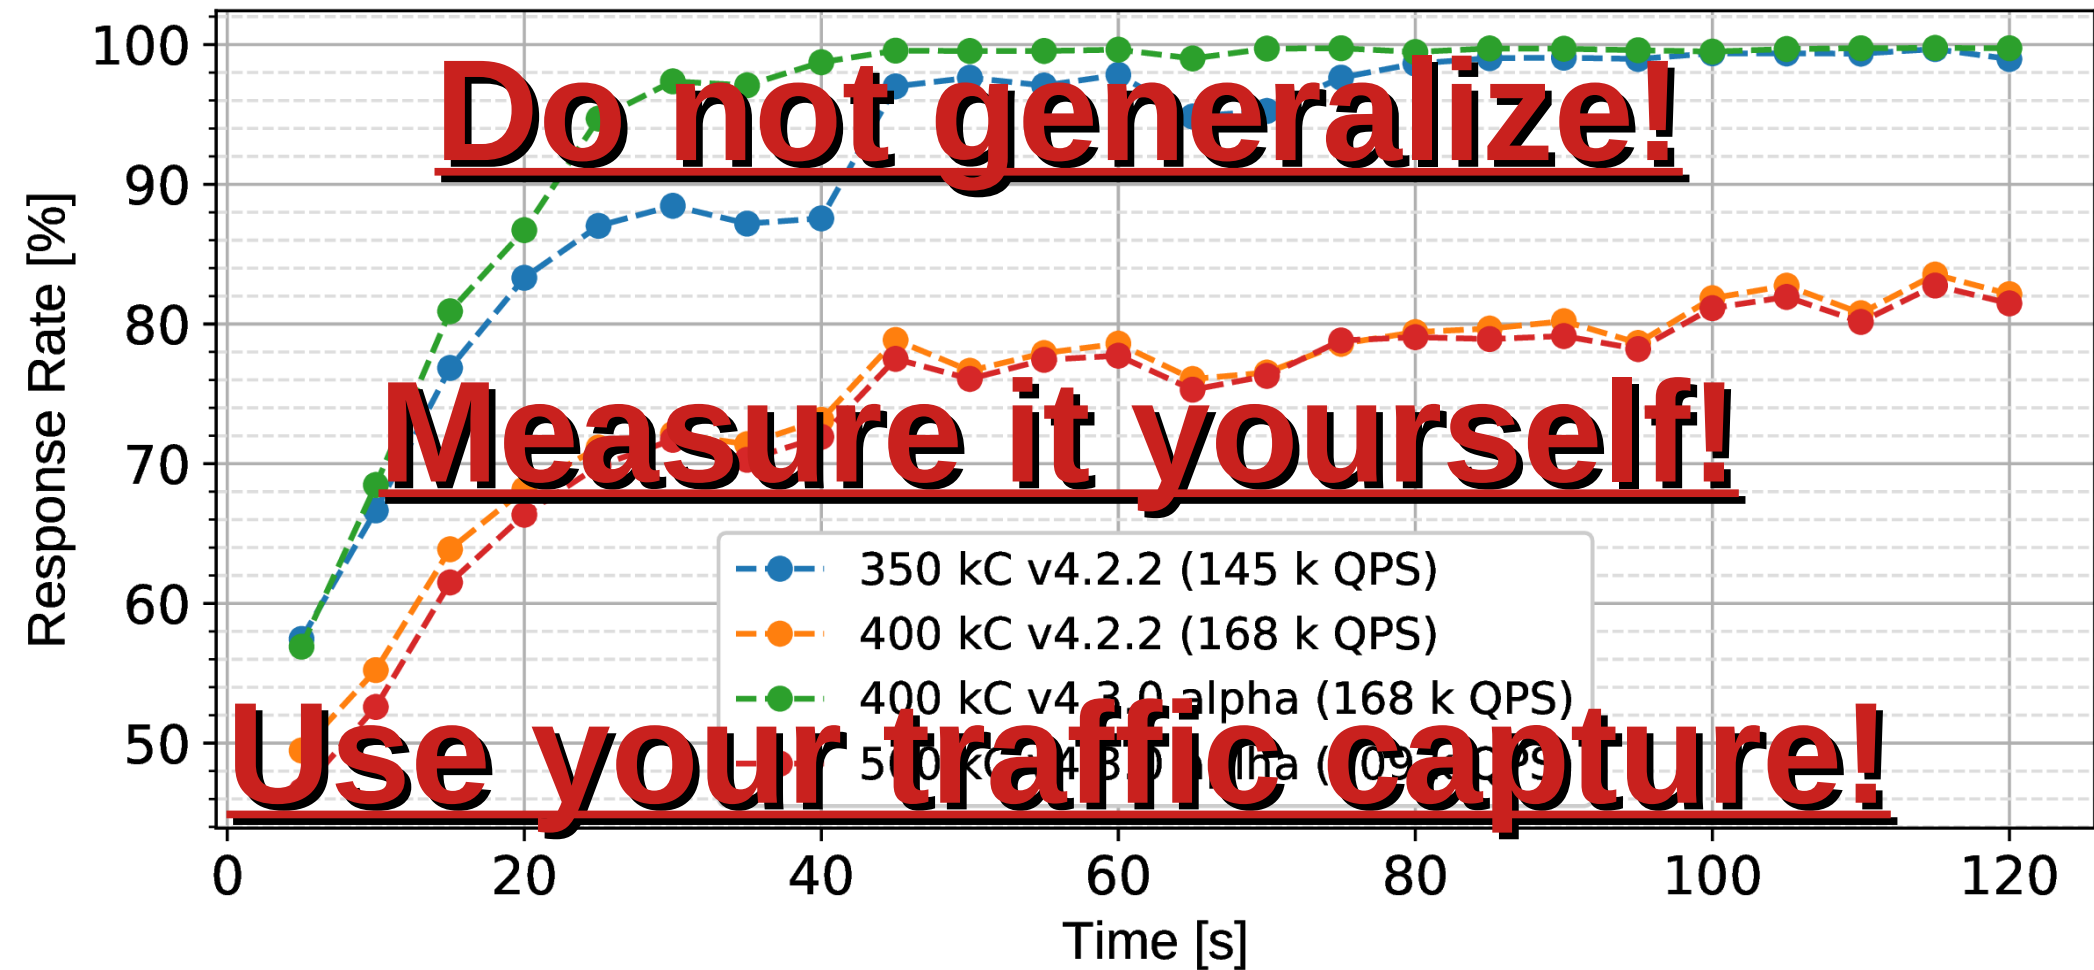 100
90
80
70
60
50
Response Rate [%]
Do not generalize!
Measure it yourself!
350 kC v4.2.2 (145 k QPS)
400 kC v4.2.2 (168 k QPS)
400 kC v4.3.0 alpha (168 k QPS)
Use your traffic capture!
0 20 40 60 80 100 120
Time [s]